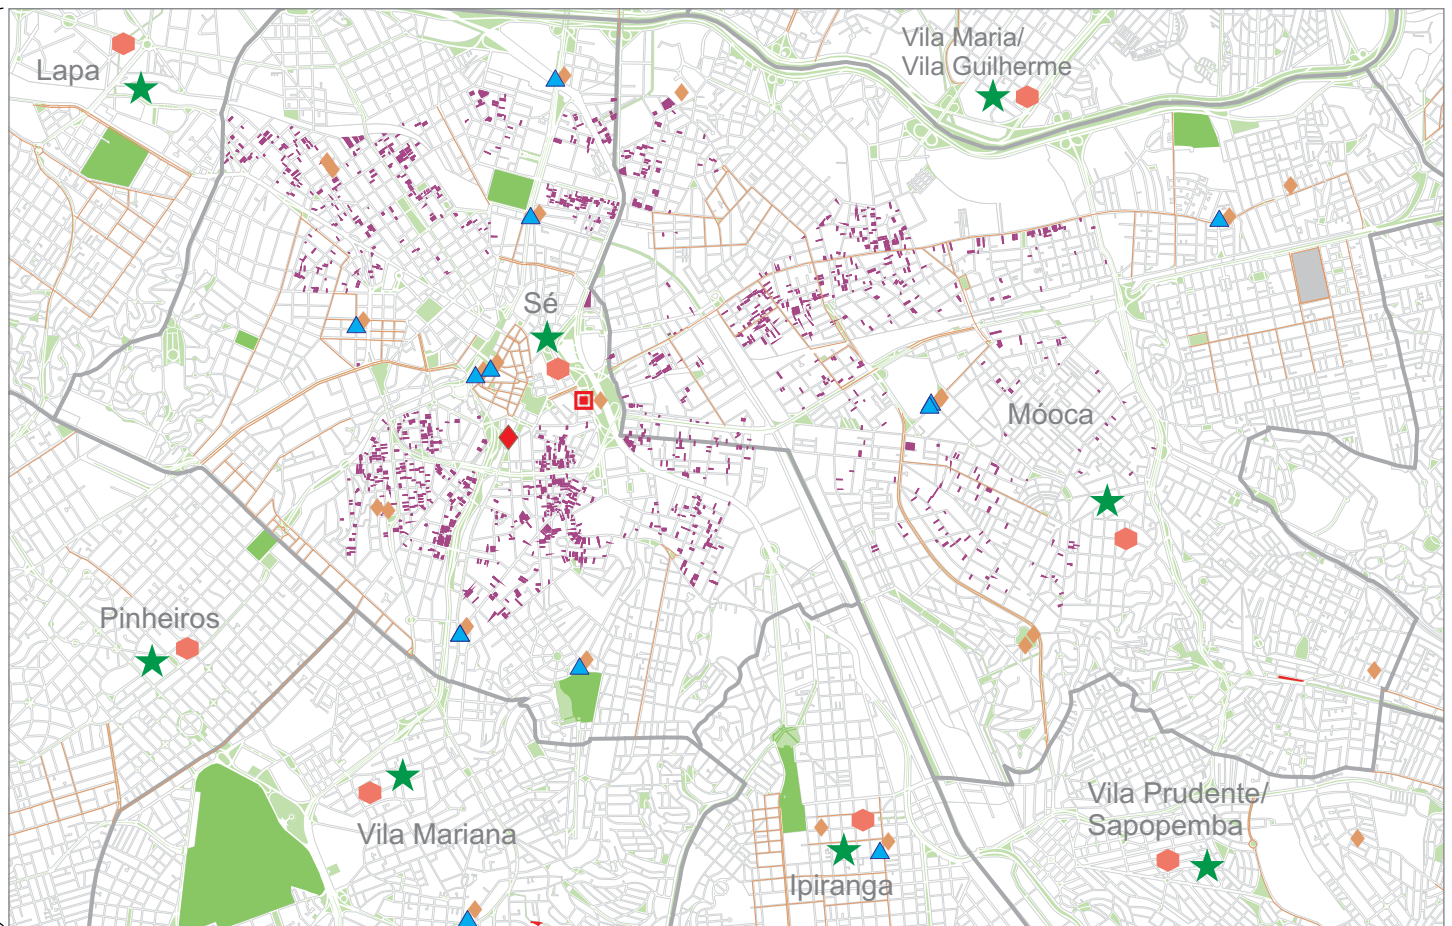 Lapa
Vila Maria/
Vila Guilherme
Sé
Móoca
Pinheiros
Vila Mariana
Vila Prudente/
Sapopemba
Ipiranga